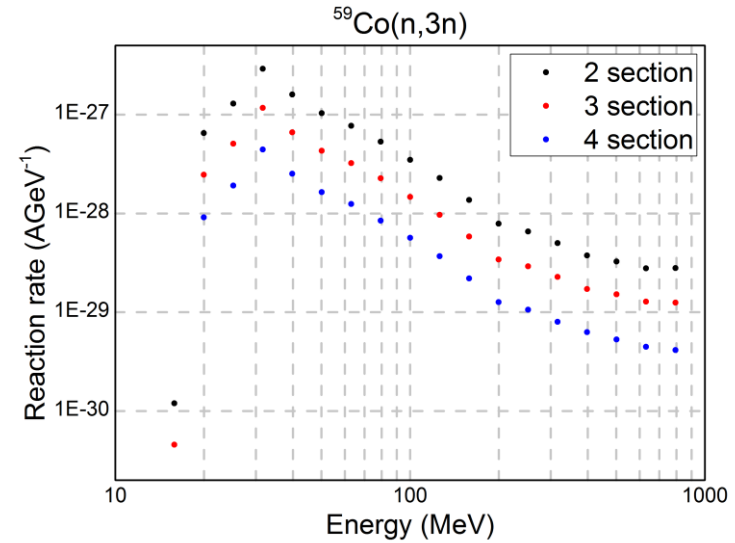 ⁵⁹Co(n,3n)
2 section
3 section
4 section
1E-27
1E-28
1E-29
1E-30
Reaction rate (AGeV⁻¹)
10
100
1000
Energy (MeV)